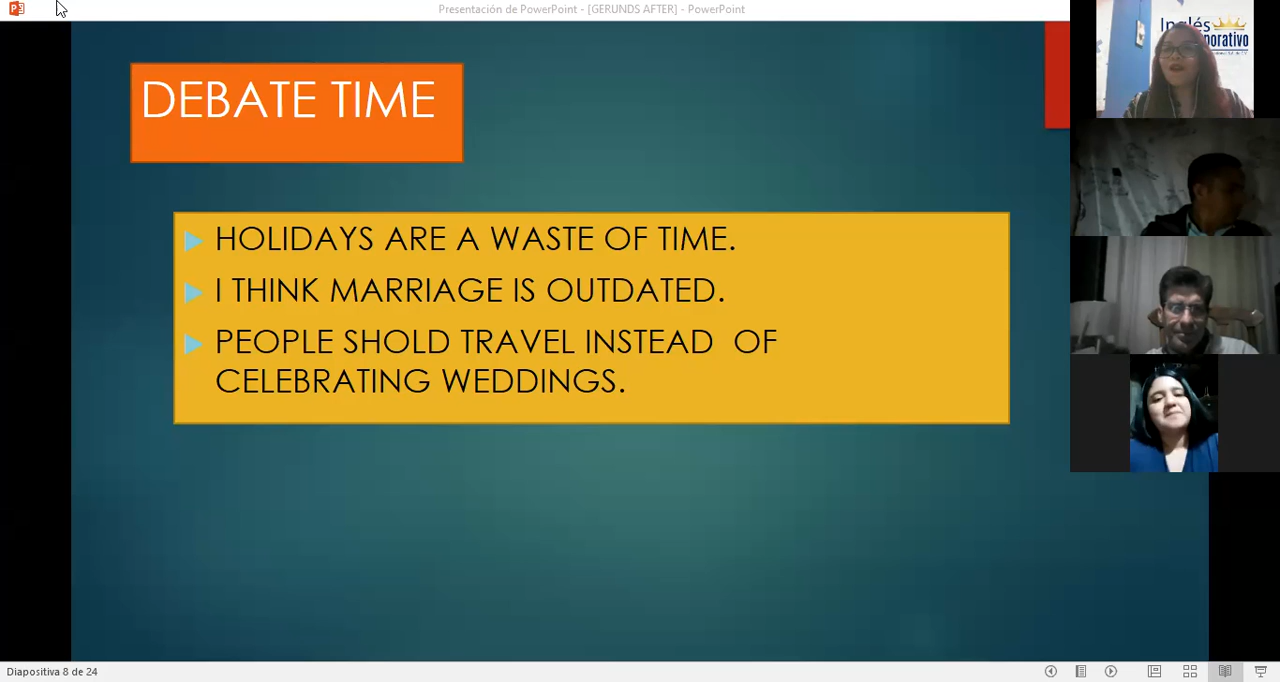 Presentación de PowerPoint - [GERUNDS AFTER] - PowerPoint
Inglés
DEBATE TIME
HOLIDAYS ARE A WASTE OF TIME.
I THINK MARRIAGE IS OUTDATED.
PEOPLE SHOLD TRAVEL INSTEAD OF
CELEBRATING WEDDINGS.
Diapositiva 8 de 24